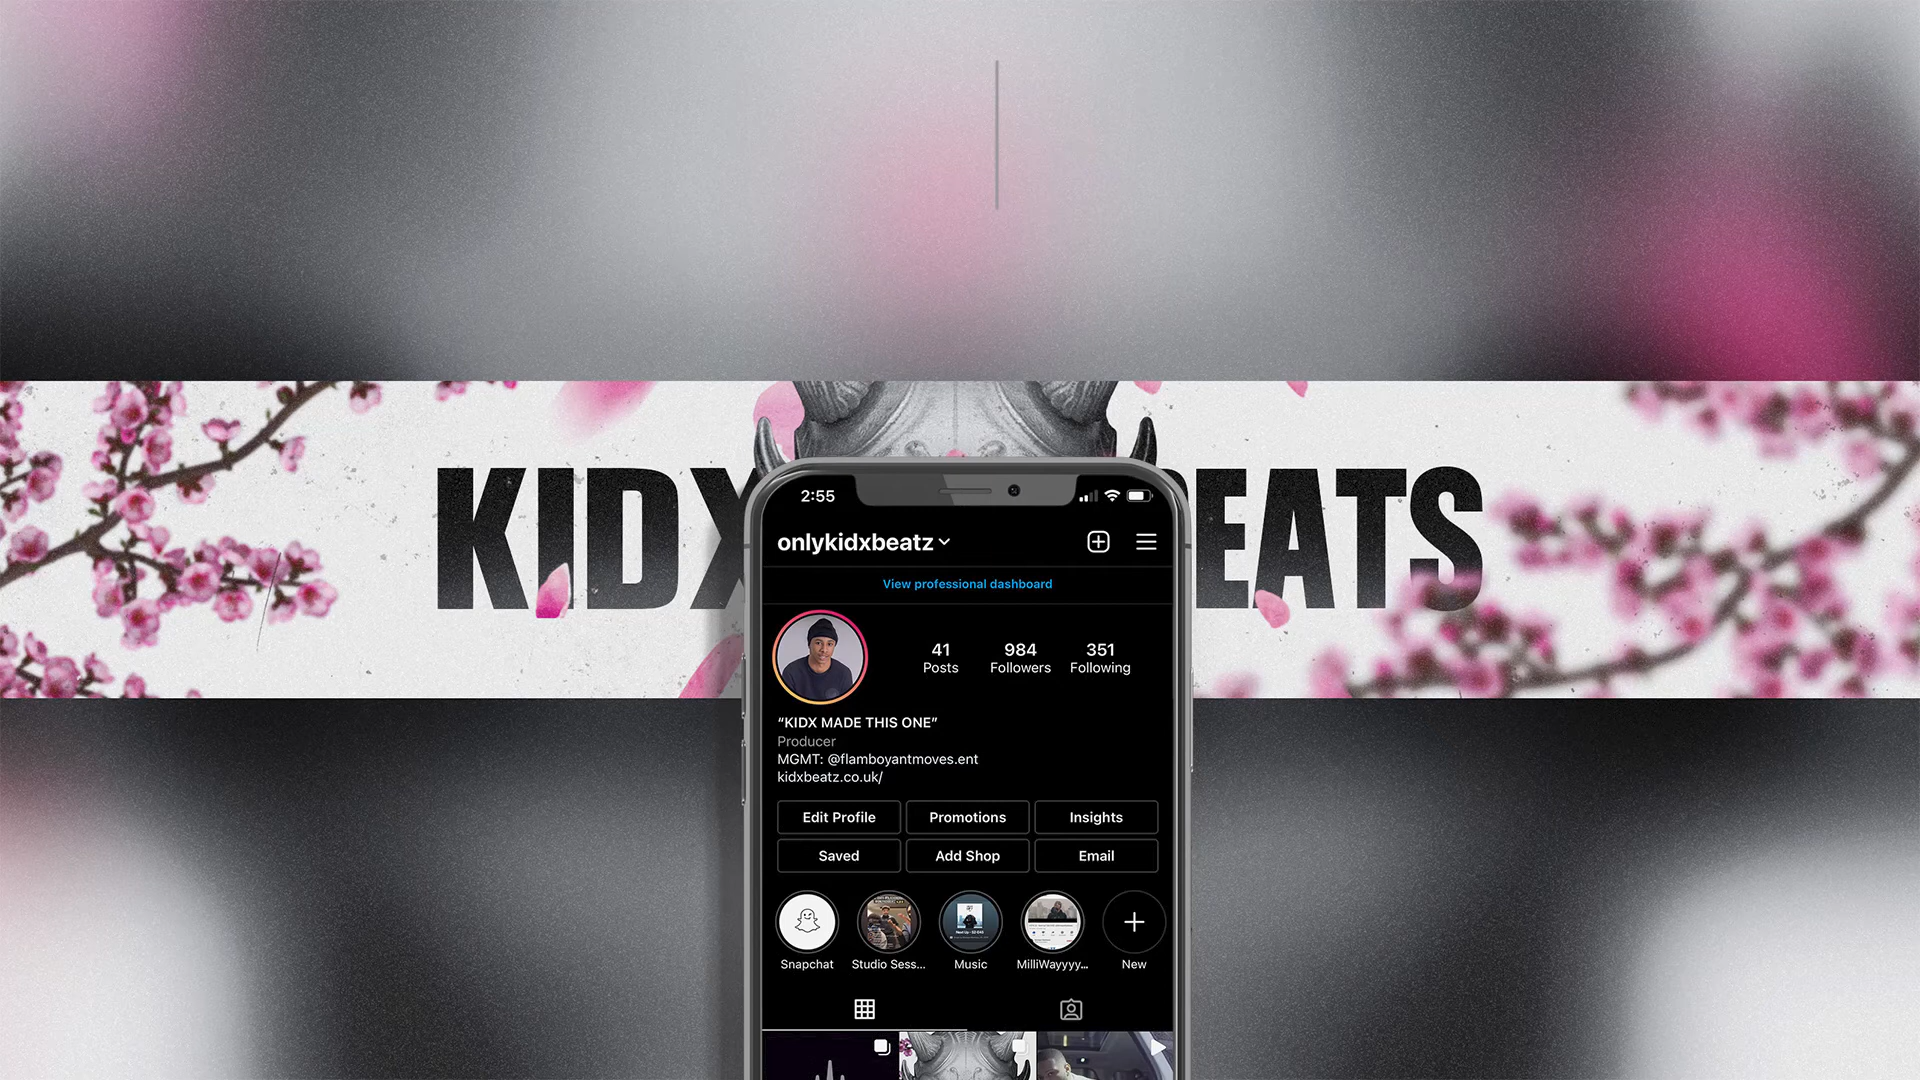 KIDX BEATS
2:55
onlykidxbeatz
View professional dashboard
41 984 351
Posts Followers Following
“KIDX MADE THIS ONE”
Producer
MGMT: @flamboyantmoves.ent
kidxbeatz.co.uk/
Edit Profile Promotions Insights
Saved Add Shop Email
Snapchat Studio Sess... Music MilliWayyyy... New